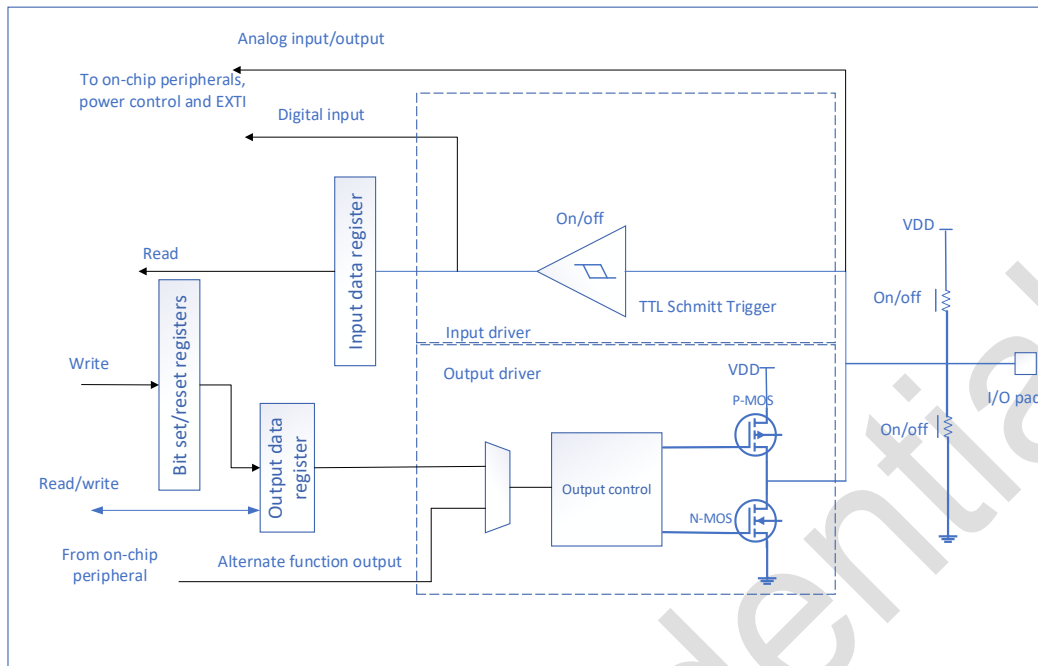 Analog input/output
To on-chip peripherals,
power control and EXTI
Digital input
On/off
VDD
Read
Input data register
TTL Schmitt Trigger
On/off
Input driver
Bit set/reset registers
Write
Output driver
VDD
P-MOS
I/O pad
On/off
Output data
register
Output control
Read/write
N-MOS
From on-chip
peripheral
Alternate function output